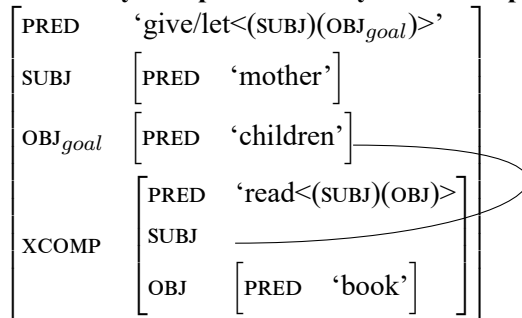 PRED ‘give/let<(SUBJ)(OBJgoal)>’
SUBJ [PRED ‘mother’]
OBJgoal [PRED ‘children’]
PRED ‘read<(SUBJ)(OBJ)>
XCOMP SUBJ
OBJ [PRED ‘book’]